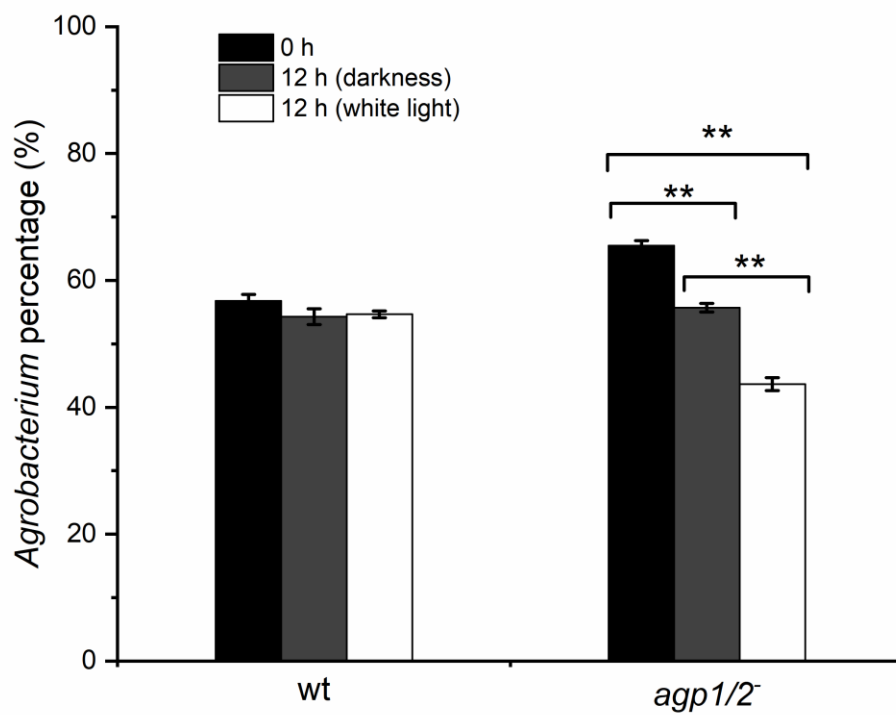 100
80
60
40
20
0
Agrobacterium percentage (%)
0 h
12 h (darkness)
12 h (white light)
**
**
**
wt
agp1/2⁻